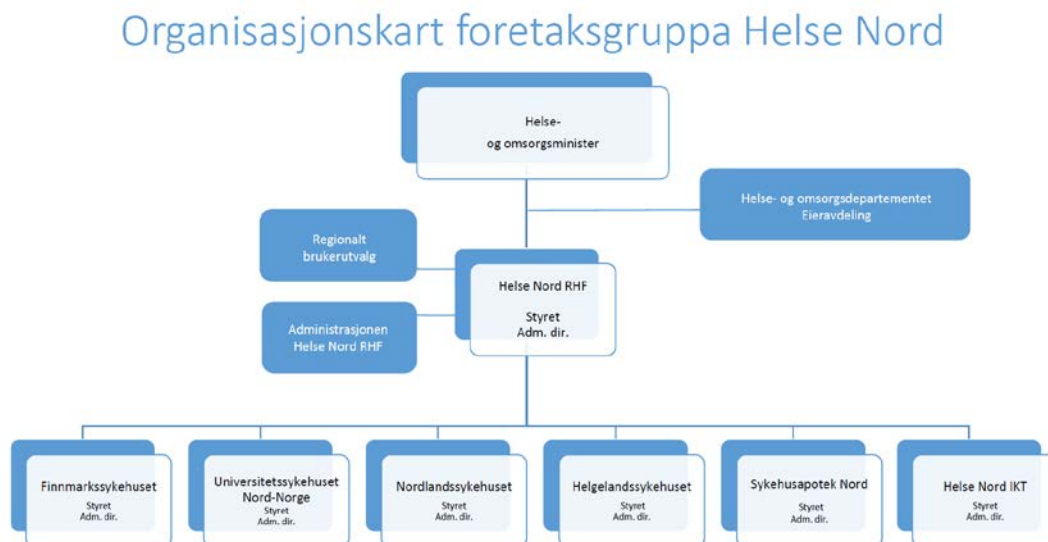 Organisasjonskart foretaksgruppa Helse Nord
Helse-
og omsorgsminister
Helse- og omsorgsdepartementet
Eieravdeling
Regionalt
brukerutvalg
Helse Nord RHF
Styret
Adm. dir.
Administrasjonen
Helse Nord RHF
Finnmarkssykehuset
Styret
Adm. dir.
Universitetssykehuset
Nord-Norge
Styret
Adm. dir.
Nordlandssykehuset
Styret
Adm. dir.
Helgelandssykehuset
Styret
Adm. dir.
Sykehusapotek Nord
Styret
Adm. dir.
Helse Nord IKT
Styret
Adm. dir.